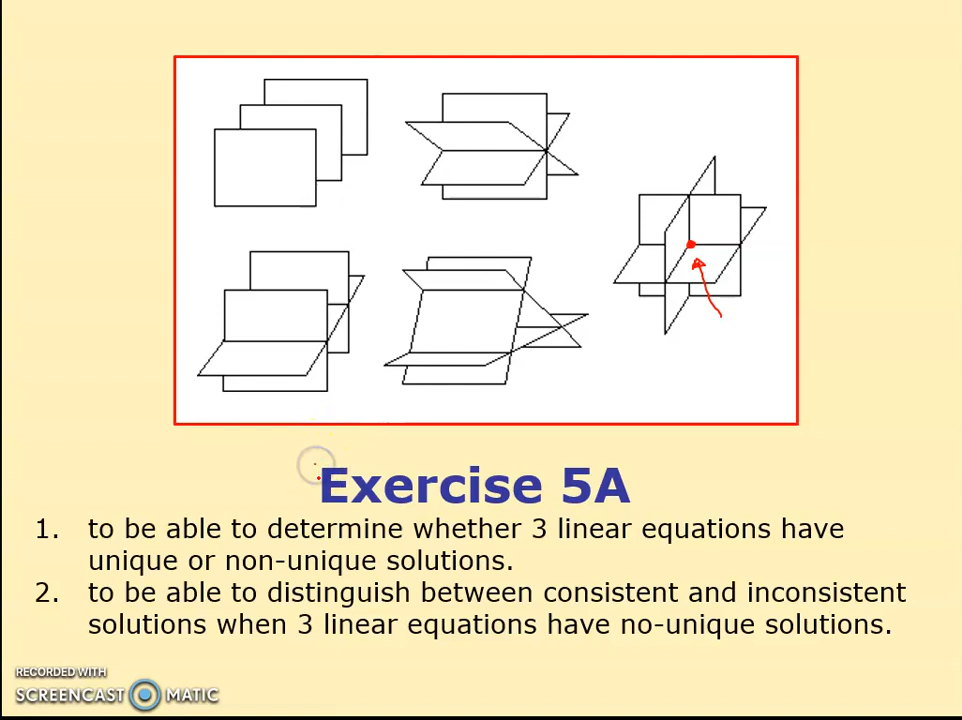 Exercise 5A
1. to be able to determine whether 3 linear equations have
unique or non-unique solutions.
2. to be able to distinguish between consistent and inconsistent
solutions when 3 linear equations have no-unique solutions.
RECORDED WITH
SCREENCAST MATIC